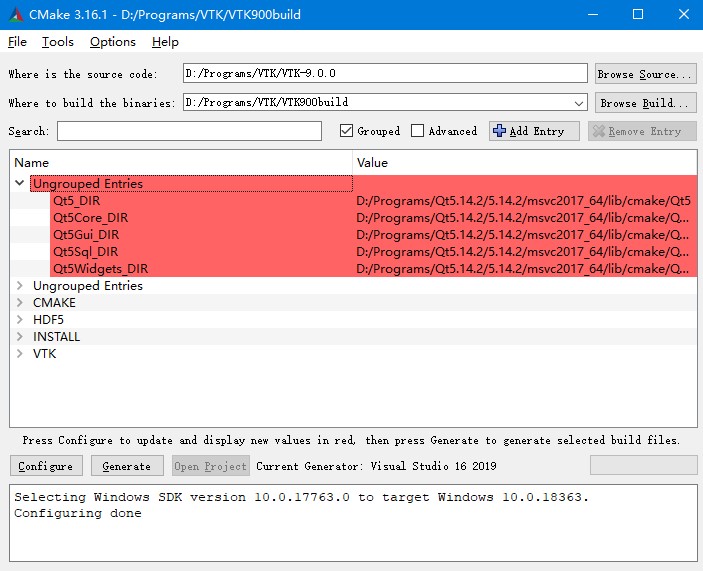 CMake 3.16.1 - D:/Programs/VTK/VTK900build
File Tools Options Help
Where is the source code: D:/Programs/VTK/VTK-9.0.0 Browse Source...
Where to build the binaries: D:/Programs/VTK/VTK900build Browse Build...
Search: Grouped Advanced Add Entry Remove Entry
Name Value
Ungrouped Entries
Qt5_DIR D:/Programs/Qt5.14.2/5.14.2/msvc2017_64/lib/cmake/Qt5
Qt5Core_DIR D:/Programs/Qt5.14.2/5.14.2/msvc2017_64/lib/cmake/Q...
Qt5Gui_DIR D:/Programs/Qt5.14.2/5.14.2/msvc2017_64/lib/cmake/Q...
Qt5Sql_DIR D:/Programs/Qt5.14.2/5.14.2/msvc2017_64/lib/cmake/Q...
Qt5Widgets_DIR D:/Programs/Qt5.14.2/5.14.2/msvc2017_64/lib/cmake/Q...
Ungrouped Entries
CMAKE
HDF5
INSTALL
VTK
Press Configure to update and display new values in red, then press Generate to generate selected build files.
Configure Generate Open Project Current Generator: Visual Studio 16 2019
Selecting Windows SDK version 10.0.17763.0 to target Windows 10.0.18363.
Configuring done